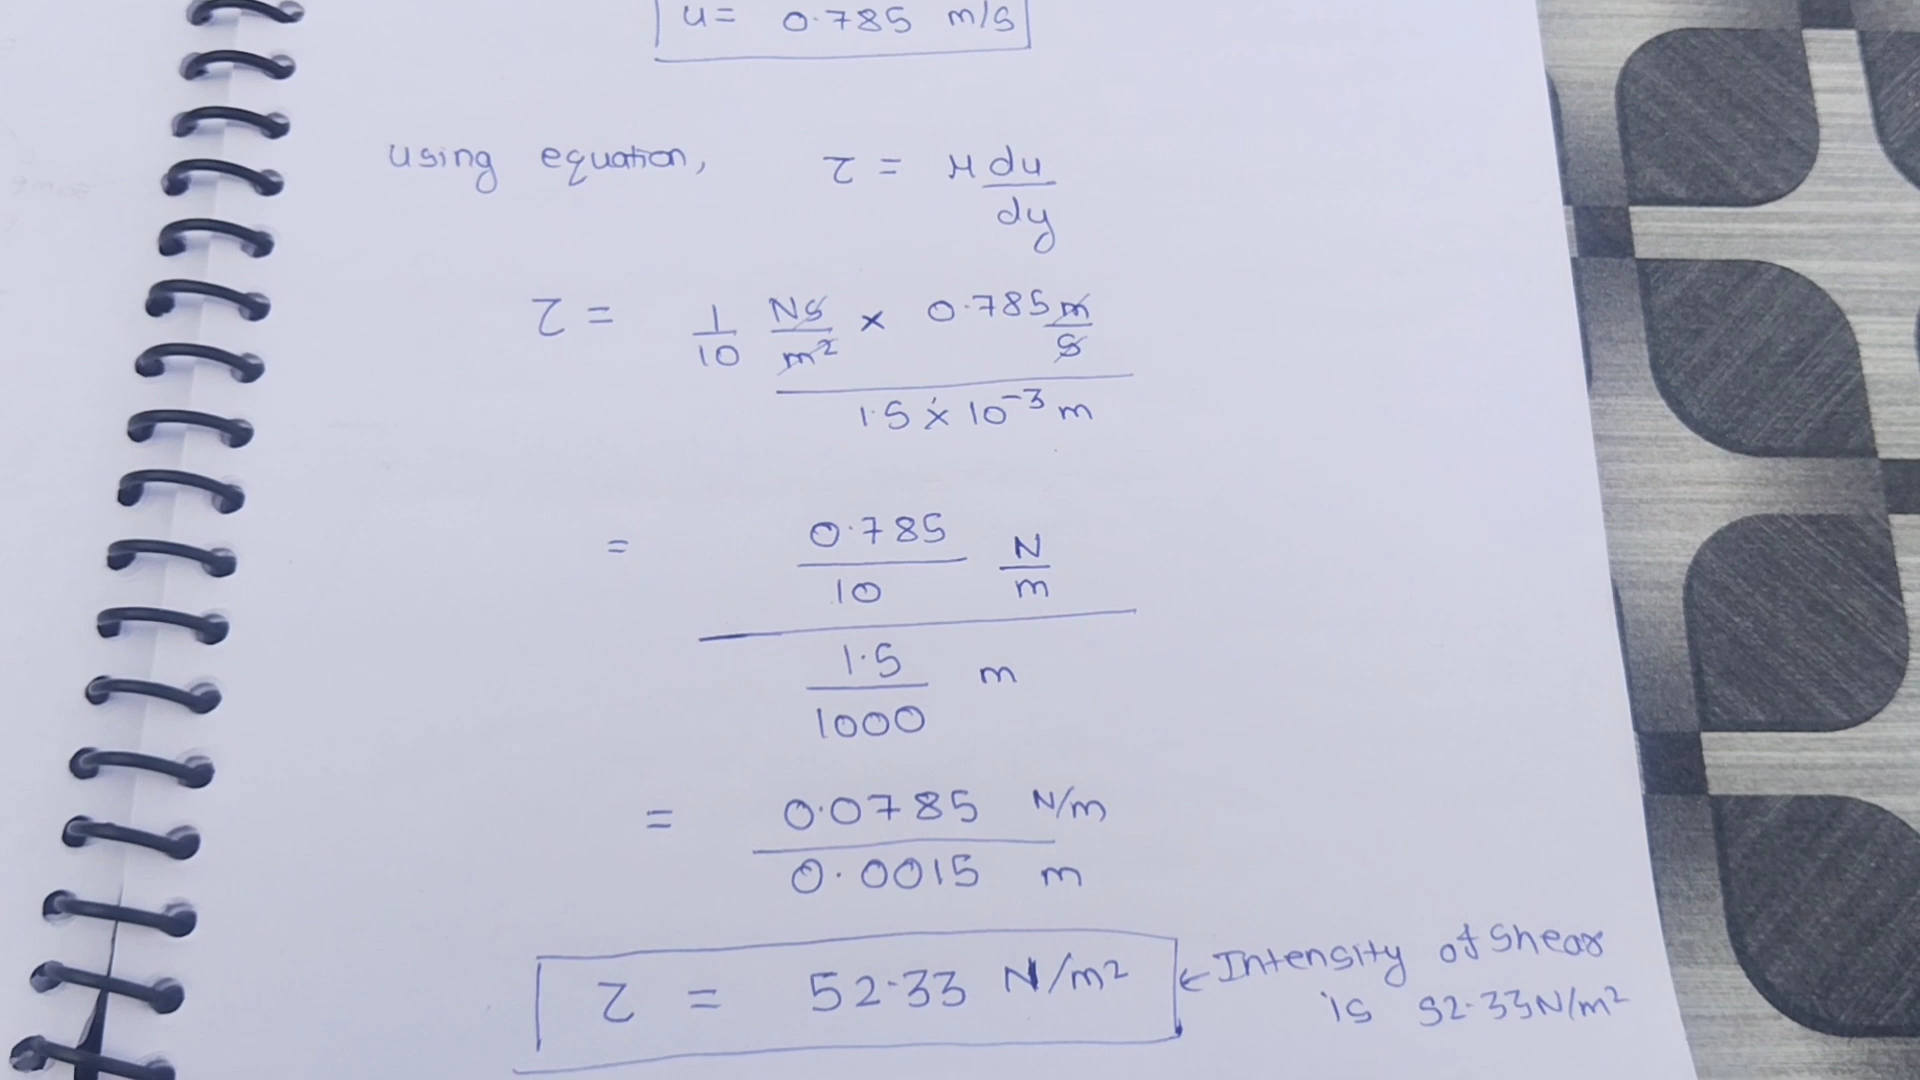 u = 0.785 m/s
using equation, τ = μ du/dy
τ = 1/10 Ns/m² × 0.785 m/s / 1.5 × 10⁻³ m
= 0.785/10 N/m / 1.5/1000 m
= 0.0785 N/m / 0.0015 m
τ = 52.33 N/m² ← Intensity of Shear
is 52.33N/m²